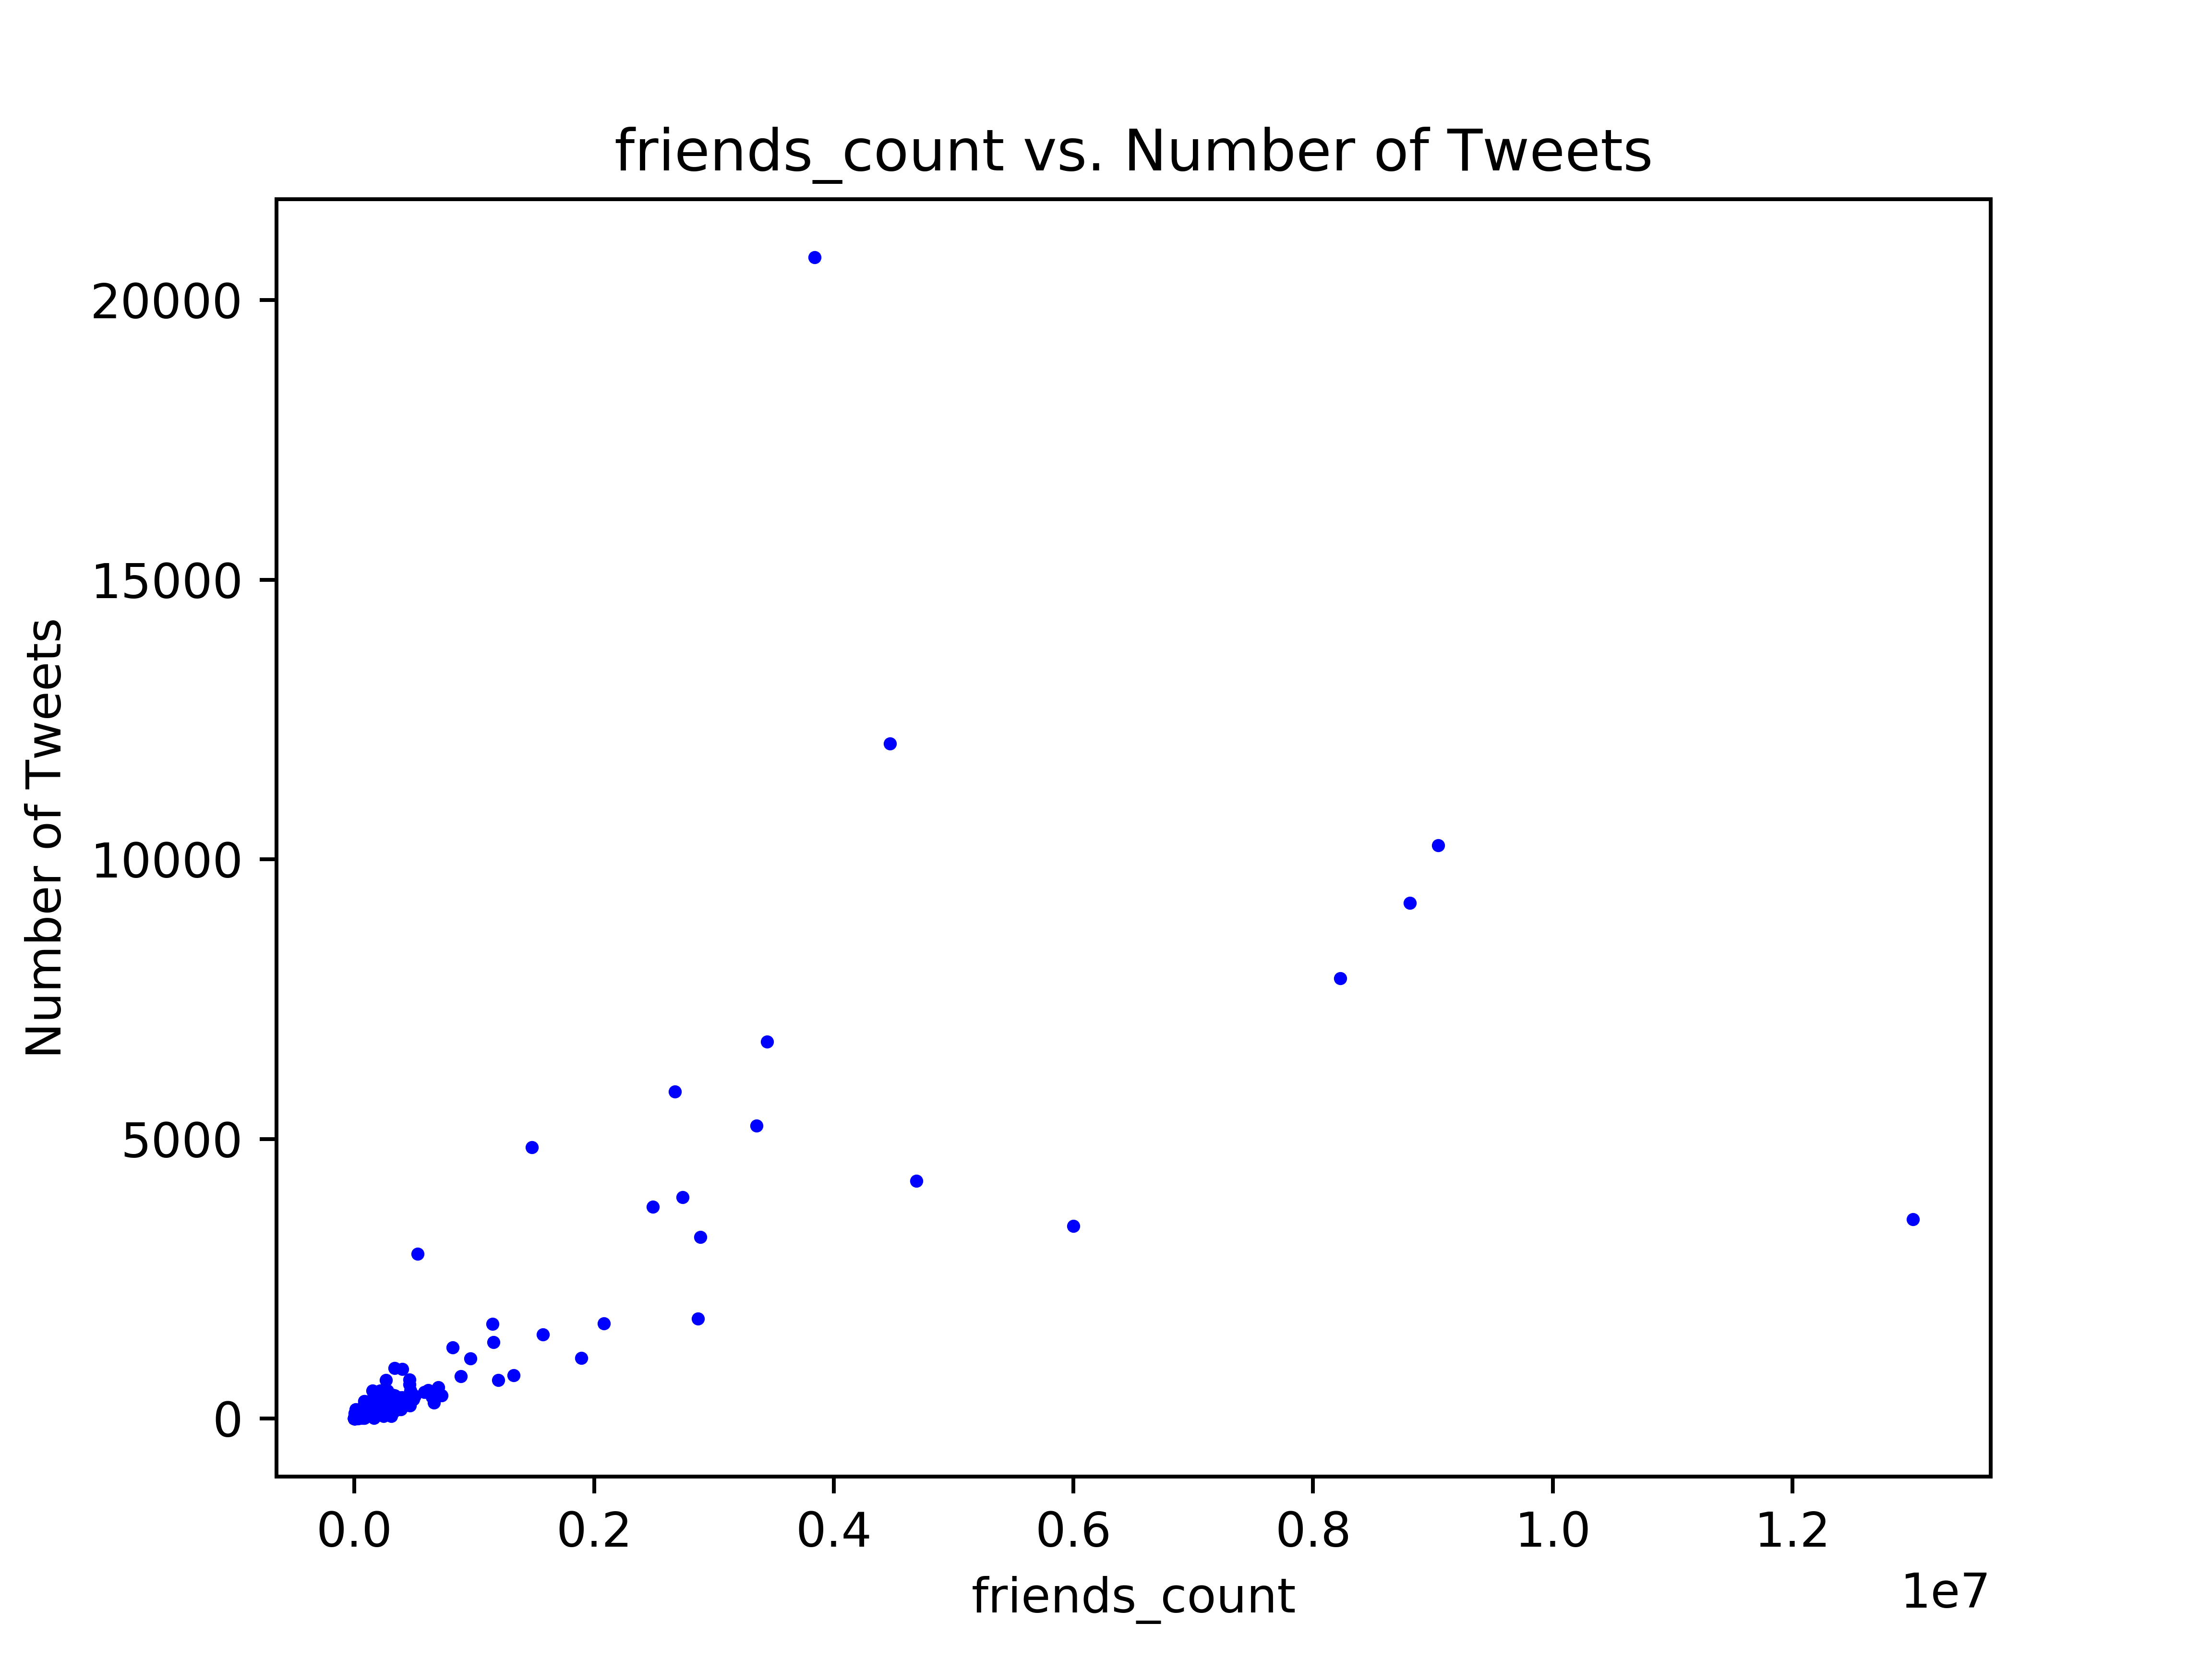 friends_count vs. Number of Tweets
Number of Tweets
20000
15000
10000
5000
0
0.0 0.2 0.4 0.6 0.8 1.0 1.2
1e7
friends_count